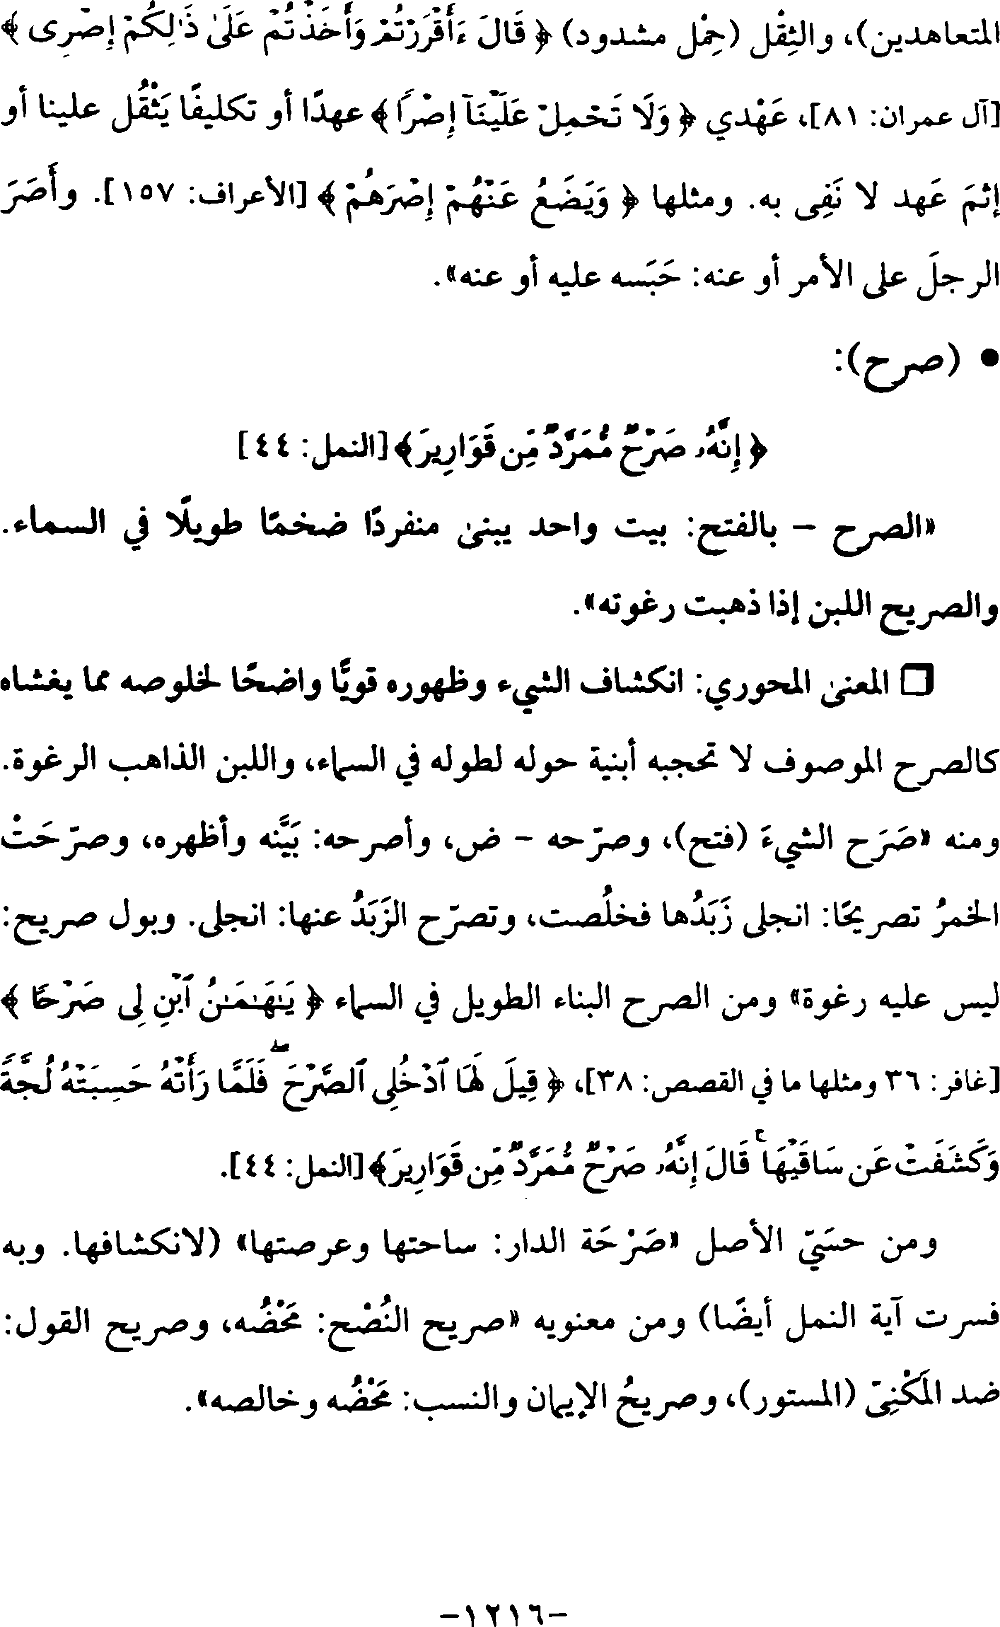 المتعاهدين)، والثِقْل (حِمْل مشدود) ﴿ قَالَ ءَأَقْرَرْتُمْ وَأَخَذْتُمْ عَلَىٰ ذَٰلِكُمْ إِصْرِى ﴾
[آل عمران: ٨١]، عَهْدي ﴿ وَلَا تَحْمِلْ عَلَيْنَآ إِصْرًا ﴾ عهدًا أو تكليفًا يَثْقُل علينا أو
إثمَ عَهد لا نَفِى به. ومثلها ﴿ وَيَضَعُ عَنْهُمْ إِصْرَهُمْ ﴾ [الأعراف: ١٥٧]. وأَصَرَ
الرجلَ على الأمر أو عنه: حَبَسه عليه أو عنه».
• (صرح):
﴿ إِنَّهُۥ صَرْحٌ مُّمَرَّدٌ مِّن قَوَارِيرَ﴾ [النمل: ٤٤]
«الصرح – بالفتح: بيت واحد يبنىٰ منفردًا ضخمًا طويلًا في السماء.
والصريح اللبن إذا ذهبت رغوته».
❒ المعنىٰ المحوري: انكشاف الشيء وظهوره قويًّا واضحًا لخلوصه مما يغشاه
كالصرح الموصوف لا تحجبه أبنية حوله لطوله في السماء، واللبن الذاهب الرغوة.
ومنه «صَرَح الشيءَ (فتح)، وصرّحه – ض، وأصرحه: بَيَّنه وأظهره، وصرّحَتْ
الخمرُ تصريحًا: انجلى زَبَدُها فخلُصت، وتصرّح الزَبَدُ عنها: انجلى. وبول صريح:
ليس عليه رغوة» ومن الصرح البناء الطويل في السماء ﴿ يَـٰهَـٰمَـٰنُ ٱبْنِ لِى صَرْحًا ﴾
[غافر: ٣٦ ومثلها ما في القصص: ٣٨]، ﴿ قِيلَ لَهَا ٱدْخُلِى ٱلصَّرْحَ ۖ فَلَمَّا رَأَتْهُ حَسِبَتْهُ لُجَّةً
وَكَشَفَتْ عَن سَاقَيْهَا ۚ قَالَ إِنَّهُۥ صَرْحٌ مُّمَرَّدٌ مِّن قَوَارِيرَ﴾ [النمل: ٤٤].
ومن حسَيّ الأصل «صَرْحَة الدار: ساحتها وعرصتها» (لانكشافها. وبه
فسرت آية النمل أيضًا) ومن معنويه «صريح النُصْح: مَحْضُه، وصريح القول:
ضد المَكْنِىّ (المستور)، وصريحُ الإيمان والنسب: مَحْضُه وخالصه».
–١٢١٦–